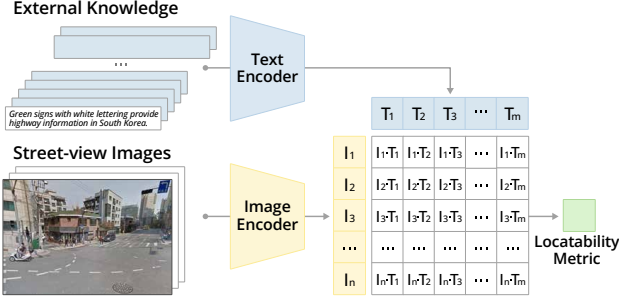 External Knowledge
...
Green signs with white lettering provide
highway information in South Korea.
Text
Encoder
T1 T2 T3 ... Tm
Street-view Images
Image
Encoder
I1 I1·T1 I1·T2 I1·T3 ... I1·Tm
I2 I2·T1 I2·T2 I2·T3 ... I2·Tm
I3 I3·T1 I3·T2 I3·T3 ... I3·Tm
... ... ... ... ... ...
In In·T1 In·T2 In·T3 ... In·Tm
Locatability
Metric